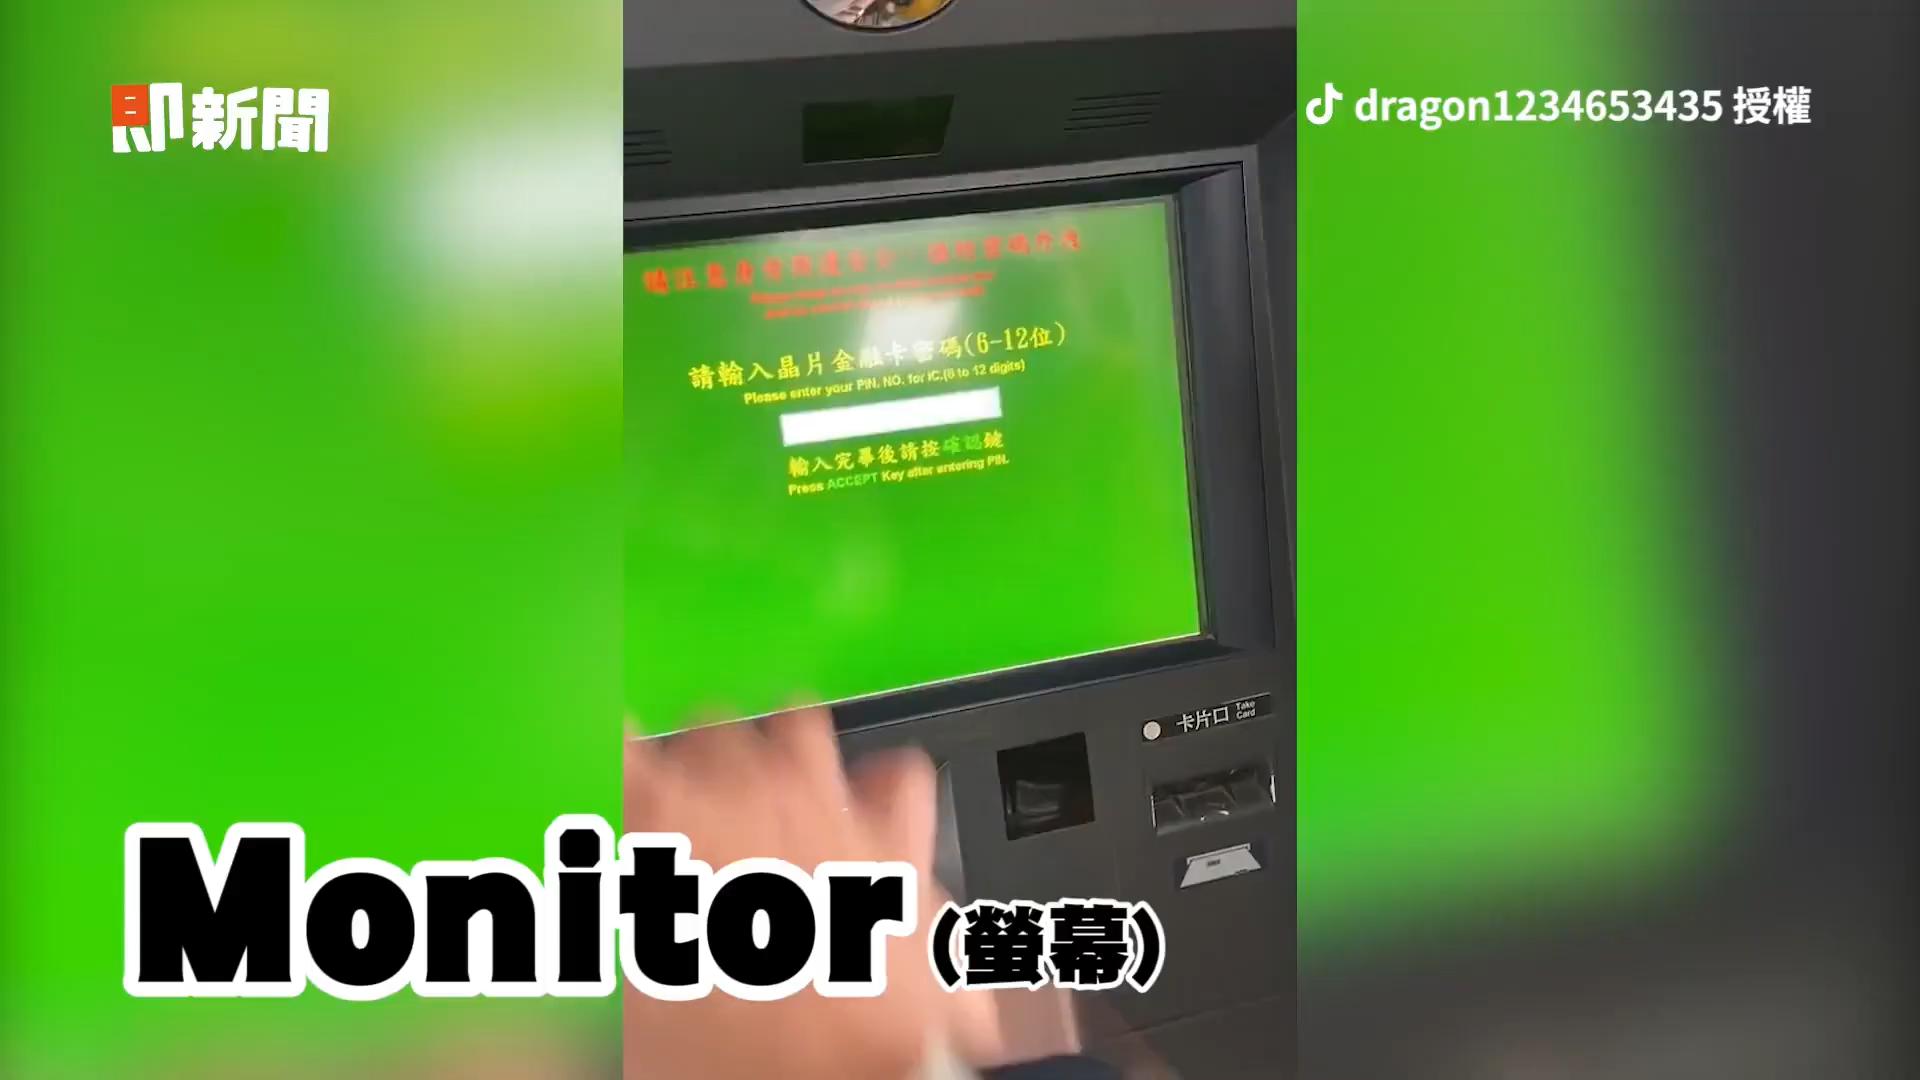 即新聞
dragon1234653435 授權
請輸入晶片金融卡密碼(6-12位)
Please enter your PIN. NO. for IC.(6 to 12 digits)
輸入完畢後請按確認鍵
Press ACCEPT Key after entering PIN.
卡片口 Take Card
Monitor (螢幕)